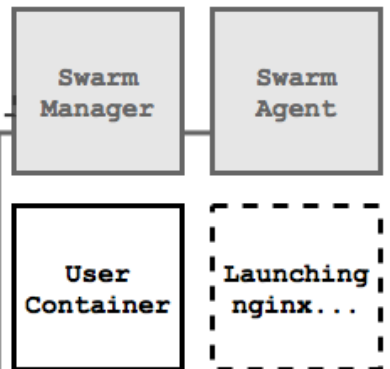 Swarm
Manager
Swarm
Agent
User
Container
Launching
nginx...